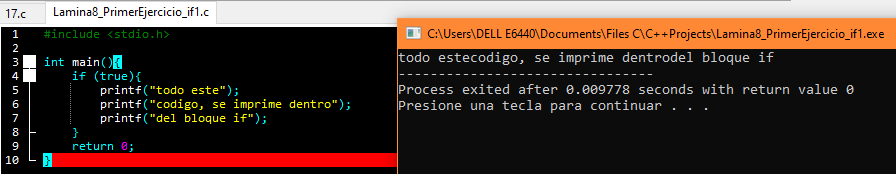 17.c Lamina8_PrimerEjercicio_if1.c
1 #include <stdio.h>
2
3 int main(){
4 if (true){
5 printf("todo este");
6 printf("codigo, se imprime dentro");
7 printf("del bloque if");
8 }
9 return 0;
10 }
C:\Users\DELL E6440\Documents\Files C\C++Projects\Lamina8_PrimerEjercicio_if1.exe
todo estecodigo, se imprime dentrodel bloque if
--------------------------------
Process exited after 0.009778 seconds with return value 0
Presione una tecla para continuar . . .